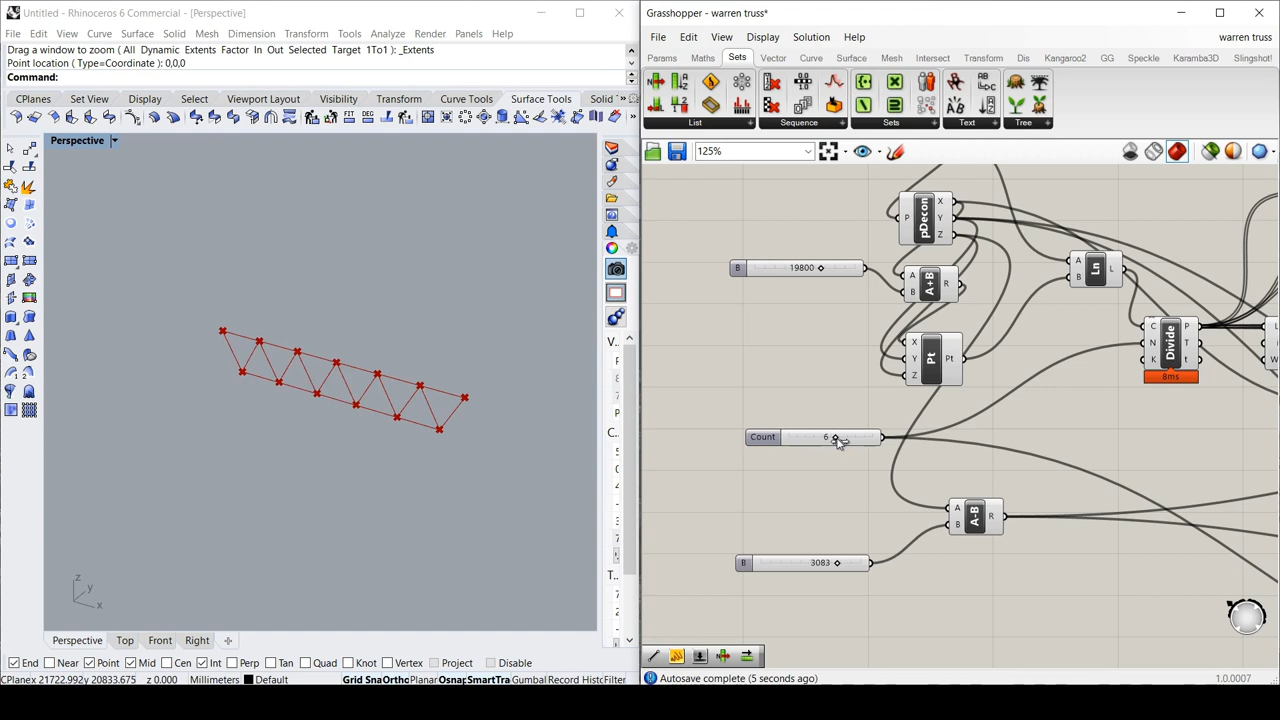 Untitled - Rhinoceros 6 Commercial - [Perspective]
File Edit View Curve Surface Solid Mesh Dimension Transform Tools Analyze Render Panels Help
Drag a window to zoom ( All Dynamic Extents Factor In Out Selected Target 1To1 ): _Extents
Point location ( Type=Coordinate ): 0,0,0
Command:
CPlanes Set View Display Select Viewport Layout Visibility Transform Curve Tools Surface Tools Solid »
Perspective
z
y
x
Perspective Top Front Right
End Near Point Mid Cen Int Perp Tan Quad Knot Vertex Project Disable
CPlane 21722.992 y 20833.675 z 0.000 Millimeters Default Grid Sna Ortho Planar Osnap SmartTra Gumbal Record Histo Filter
Grasshopper - warren truss*
File Edit View Display Solution Help warren truss
Params Maths Sets Vector Curve Surface Mesh Intersect Transform Dis Kangaroo2 GG Speckle Karamba3D Slingshot!
List Sequence Sets Text Tree
125%
P pDecon X Y Z
B 19800
A B A+B R
A B Ln L
X Y Z Pt Pt
C N K Divide P T t
8ms
Count 6
A B A-B R
B 3083
Autosave complete (5 seconds ago) 1.0.0007